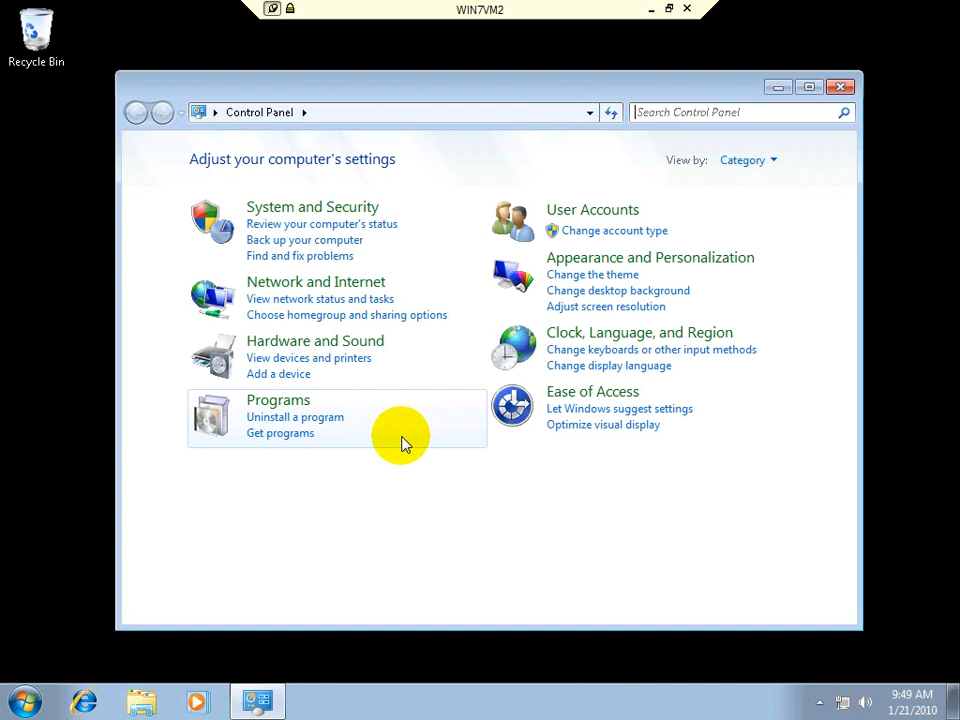 WIN7VM2
Recycle Bin
Control Panel
Search Control Panel
Adjust your computer's settings
View by: Category
System and Security
Review your computer's status
Back up your computer
Find and fix problems
Network and Internet
View network status and tasks
Choose homegroup and sharing options
Hardware and Sound
View devices and printers
Add a device
Programs
Uninstall a program
Get programs
User Accounts
Change account type
Appearance and Personalization
Change the theme
Change desktop background
Adjust screen resolution
Clock, Language, and Region
Change keyboards or other input methods
Change display language
Ease of Access
Let Windows suggest settings
Optimize visual display
9:49 AM
1/21/2010